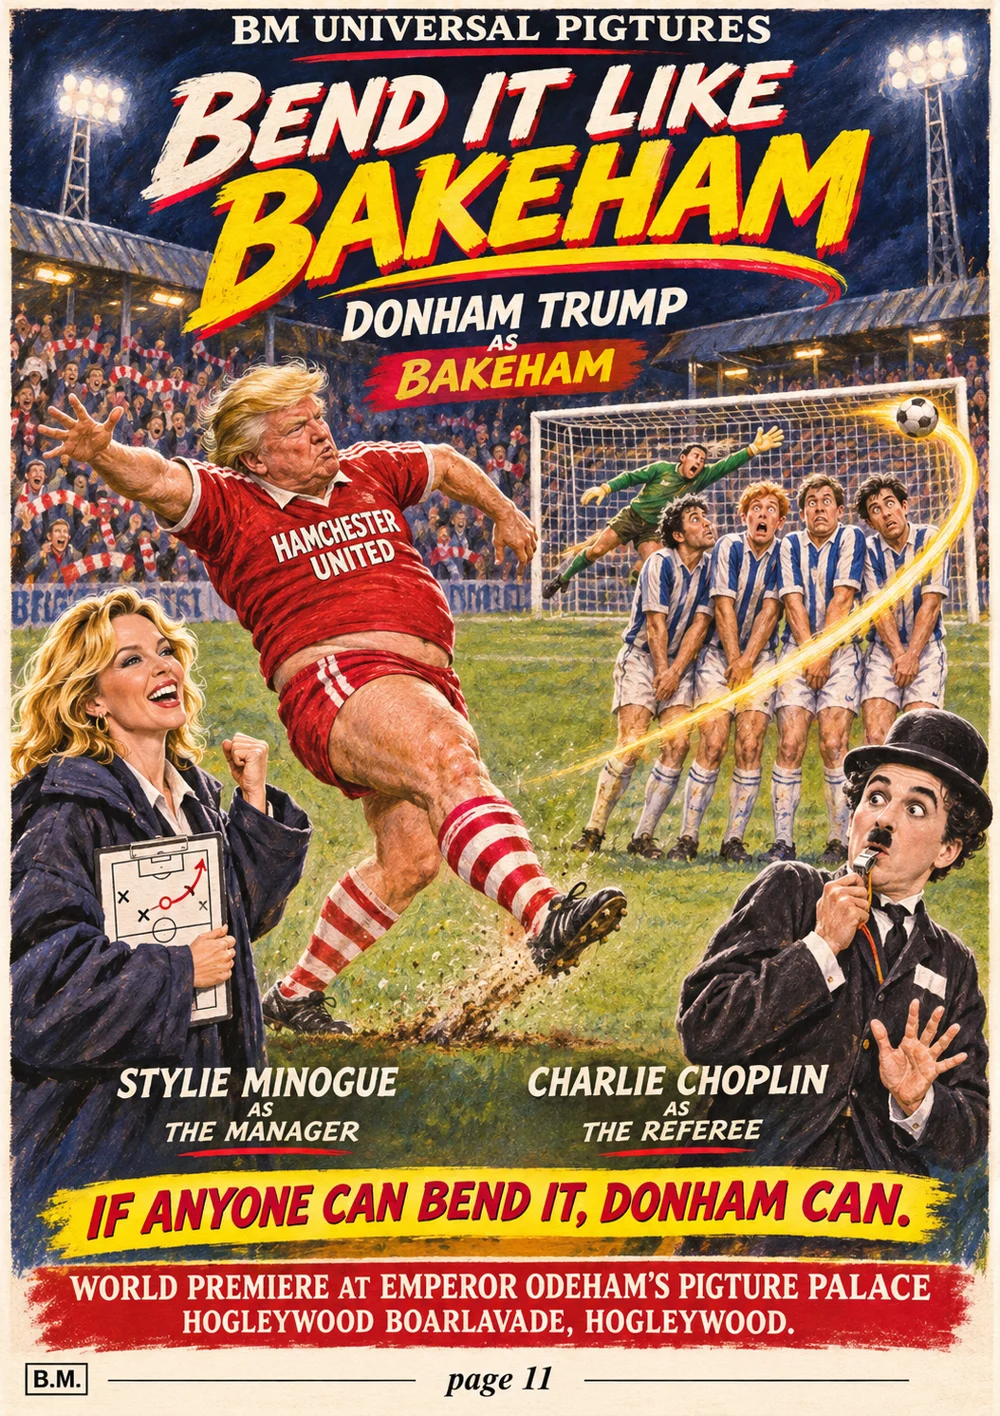 BM UNIVERSAL PIGTURES
BEND IT LIKE
BAKEHAM
DONHAM TRUMP
AS
BAKEHAM
HAMCHESTER
UNITED
STYLIE MINOGUE
AS
THE MANAGER
CHARLIE CHOPLIN
AS
THE REFEREE
IF ANYONE CAN BEND IT, DONHAM CAN.
WORLD PREMIERE AT EMPEROR ODEHAM'S PIGTURE PALACE
HOGLEYWOOD BOARLAVADE, HOGLEYWOOD.
B.M.
page 11